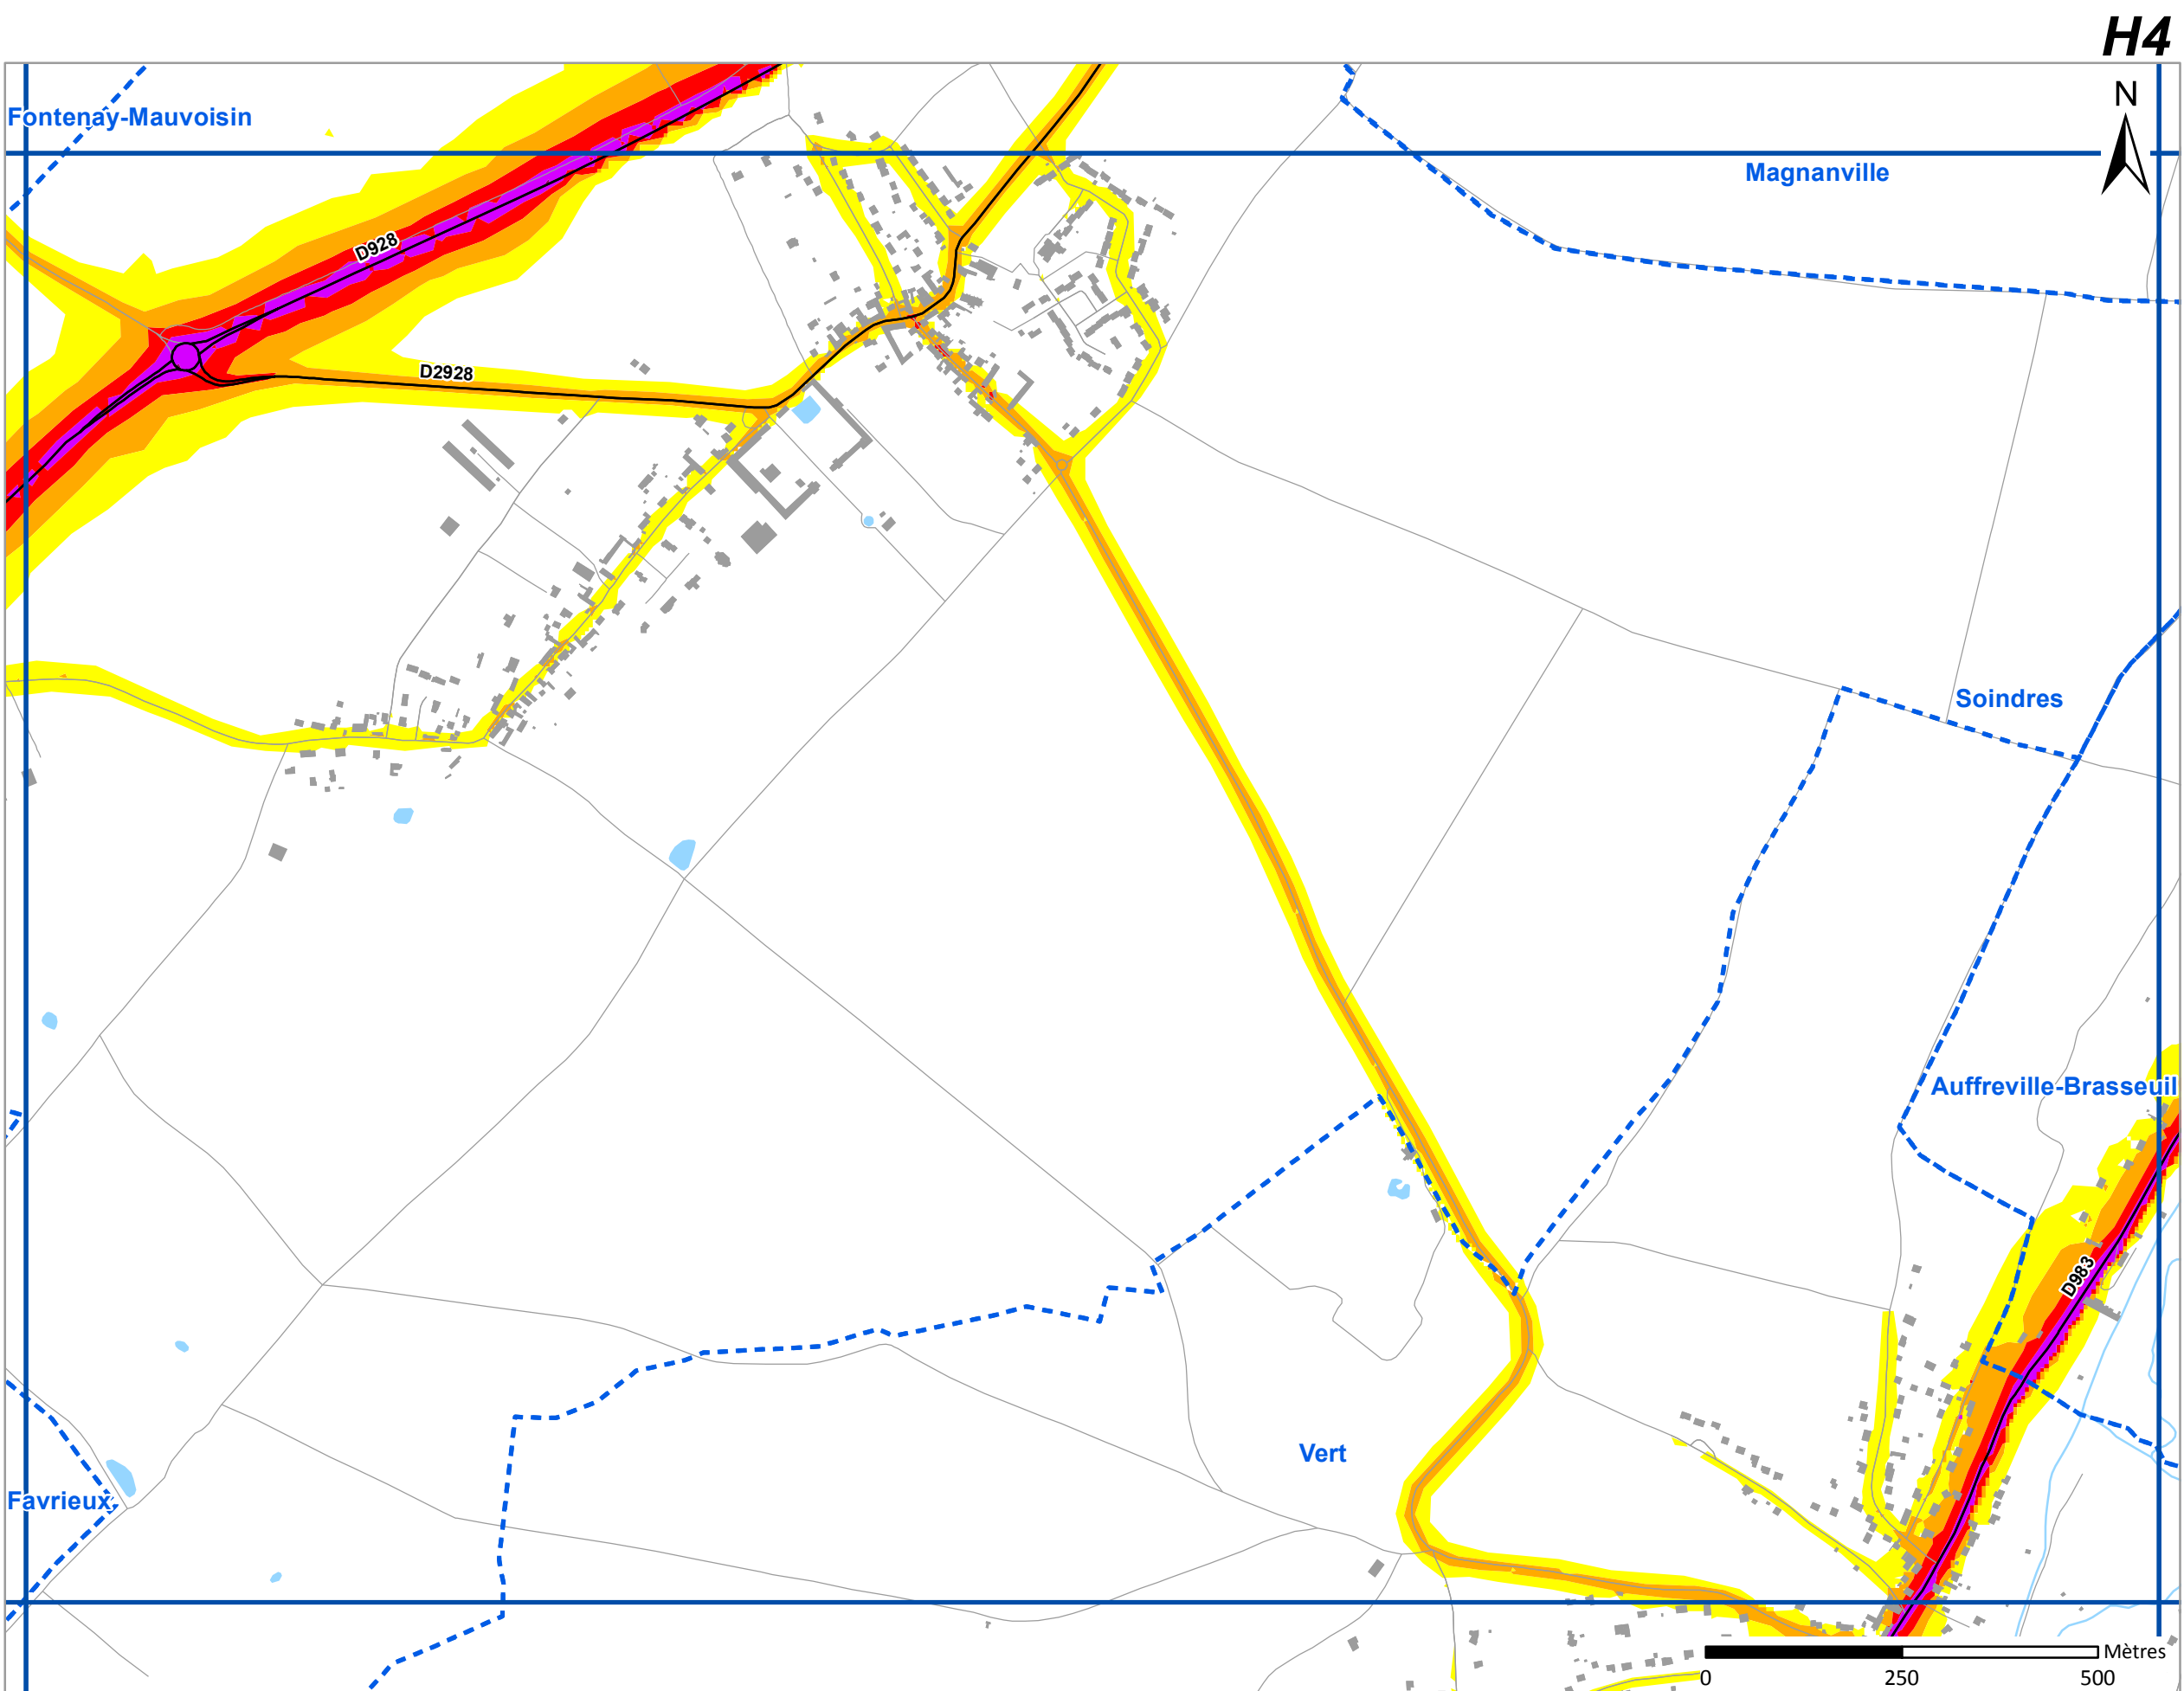 H4
N
Fontenay-Mauvoisin
Magnanville
D928
D2928
Soindres
Auffreville-Brasseuil
D983
Vert
Favrieux
Mètres
0 250 500